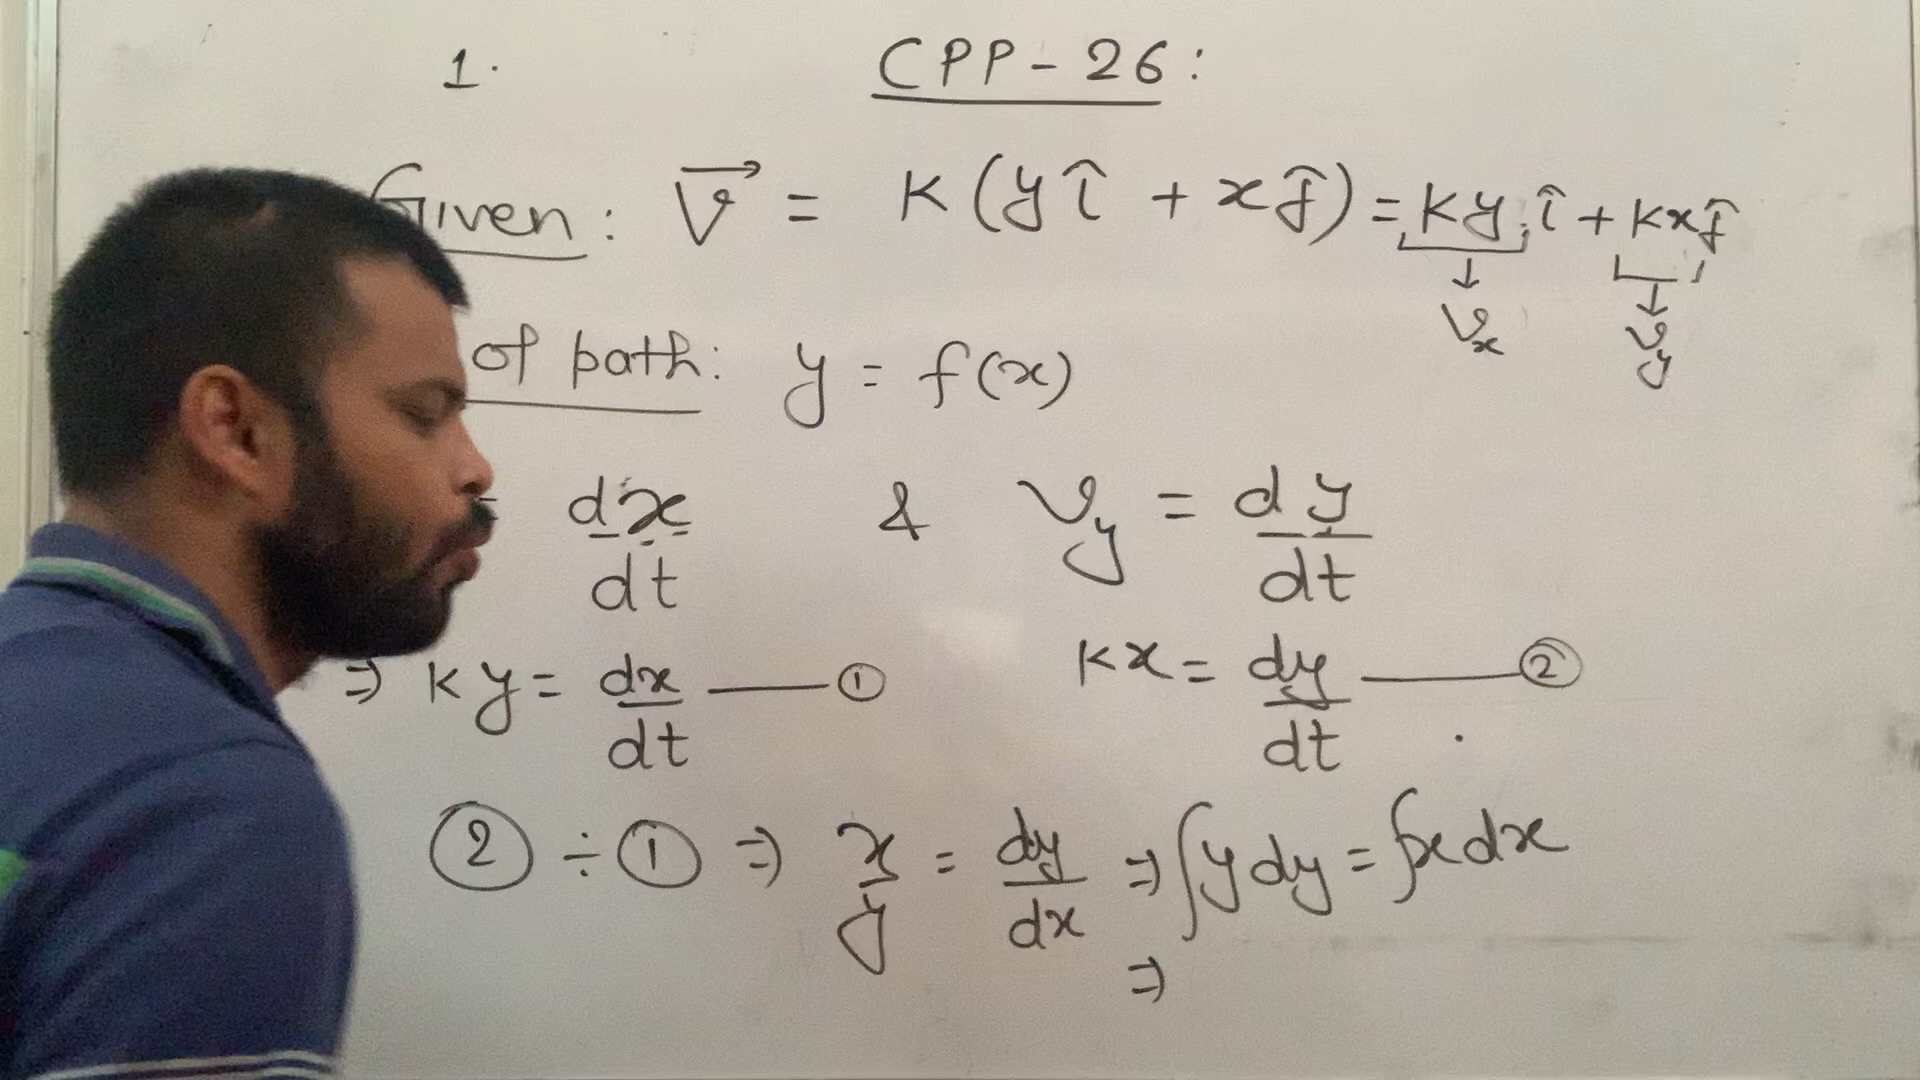 1. CPP - 26:
Given: V⃗ = K(yî + xĵ) = Ky î + Kxĵ
↓ ↓
Vx Vy
of path: y = f(x)
= dx/dt & Vy = dy/dt
⇒ Ky = dx/dt —— ① Kx = dy/dt —— ②
② ÷ ① ⇒ x/y = dy/dx ⇒ ∫y dy = ∫x dx
⇒